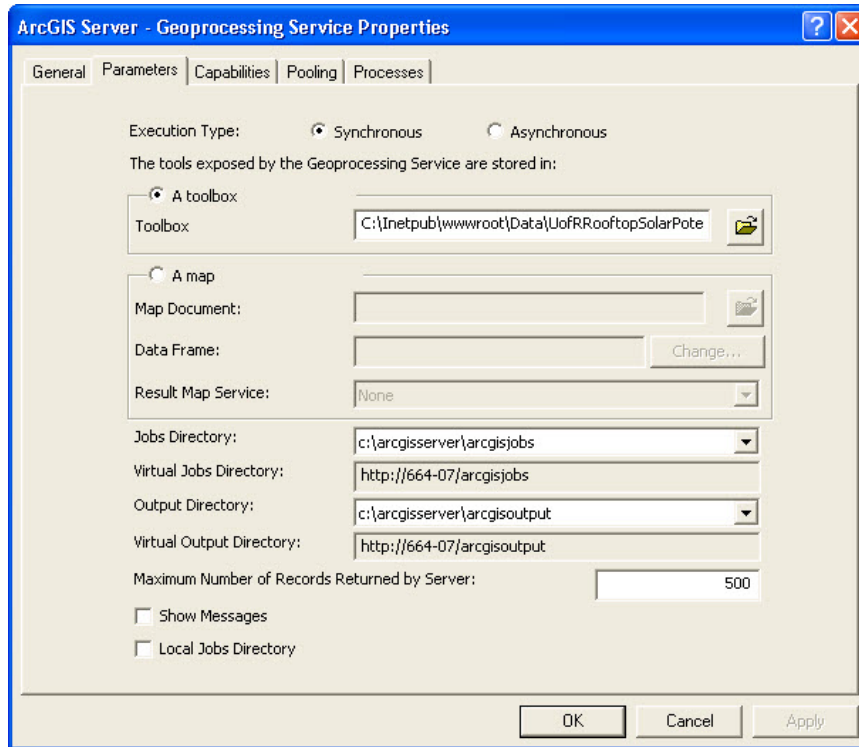 ArcGIS Server - Geoprocessing Service Properties
General Parameters Capabilities Pooling Processes
Execution Type: Synchronous Asynchronous
The tools exposed by the Geoprocessing Service are stored in:
A toolbox
Toolbox C:\Inetpub\wwwroot\Data\UofRRooftopSolarPote
A map
Map Document:
Data Frame: Change...
Result Map Service: None
Jobs Directory: c:\arcgisserver\arcgisjobs
Virtual Jobs Directory: http://664-07/arcgisjobs
Output Directory: c:\arcgisserver\arcgisoutput
Virtual Output Directory: http://664-07/arcgisoutput
Maximum Number of Records Returned by Server: 500
Show Messages
Local Jobs Directory
OK Cancel Apply